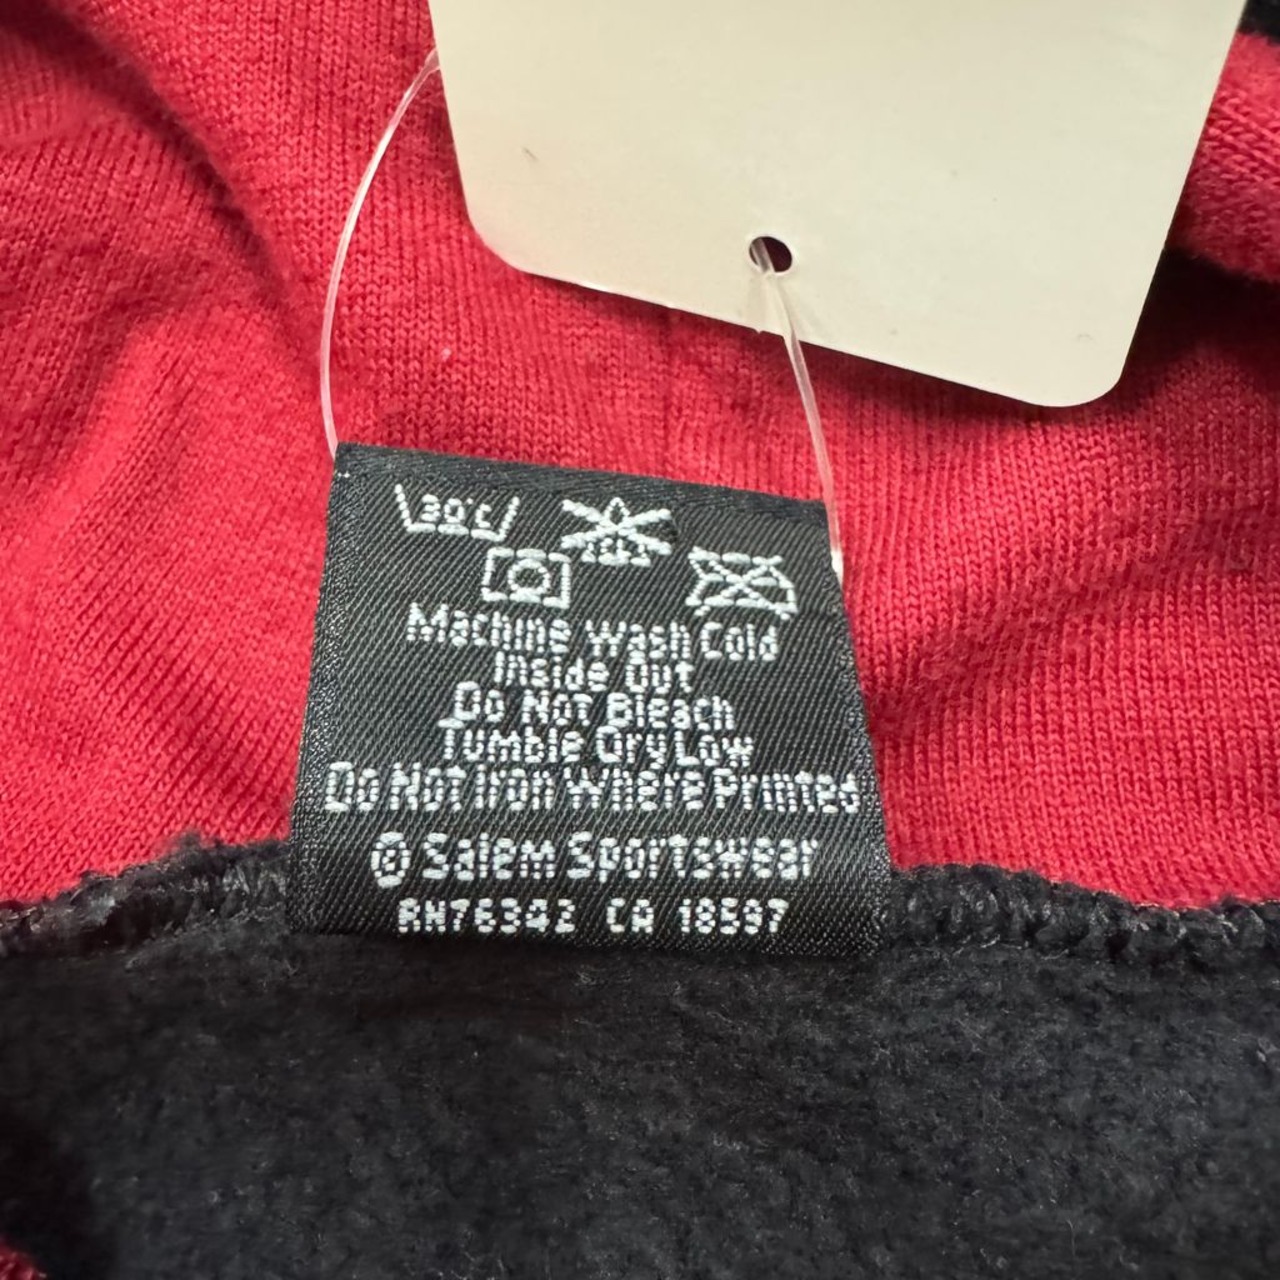 30°C
CL
Machine Wash Cold
Inside Out
Do Not Bleach
Tumble Dry Low
Do Not Iron Where Printed
© Salem Sportswear
RN76342 CA 18597